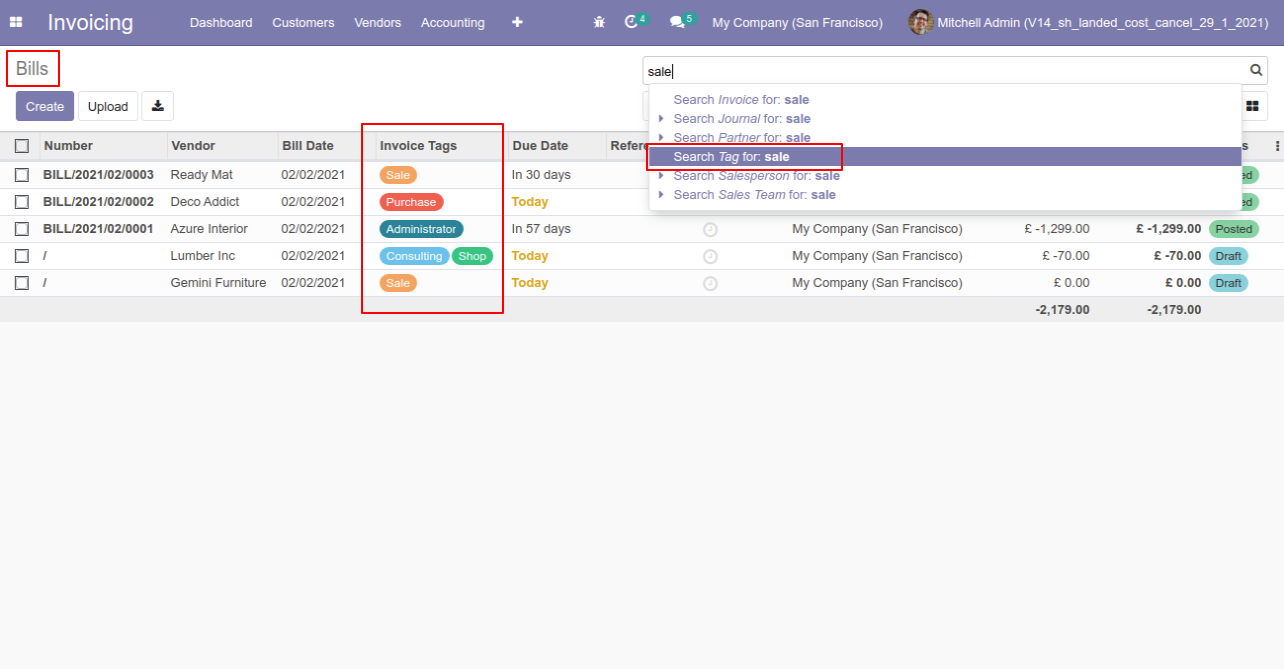 Invoicing Dashboard Customers Vendors Accounting + 4 5 My Company (San Francisco) Mitchell Admin (V14_sh_landed_cost_cancel_29_1_2021)
Bills
sale
Create Upload
Search Invoice for: sale
Search Journal for: sale
Search Partner for: sale
Search Tag for: sale
Search Salesperson for: sale
Search Sales Team for: sale
Number Vendor Bill Date Invoice Tags Due Date
BILL/2021/02/0003 Ready Mat 02/02/2021 Sale In 30 days
BILL/2021/02/0002 Deco Addict 02/02/2021 Purchase Today
BILL/2021/02/0001 Azure Interior 02/02/2021 Administrator In 57 days My Company (San Francisco) £ -1,299.00 £ -1,299.00 Posted
/ Lumber Inc 02/02/2021 Consulting Shop Today My Company (San Francisco) £ -70.00 £ -70.00 Draft
/ Gemini Furniture 02/02/2021 Sale Today My Company (San Francisco) £ 0.00 £ 0.00 Draft
-2,179.00 -2,179.00